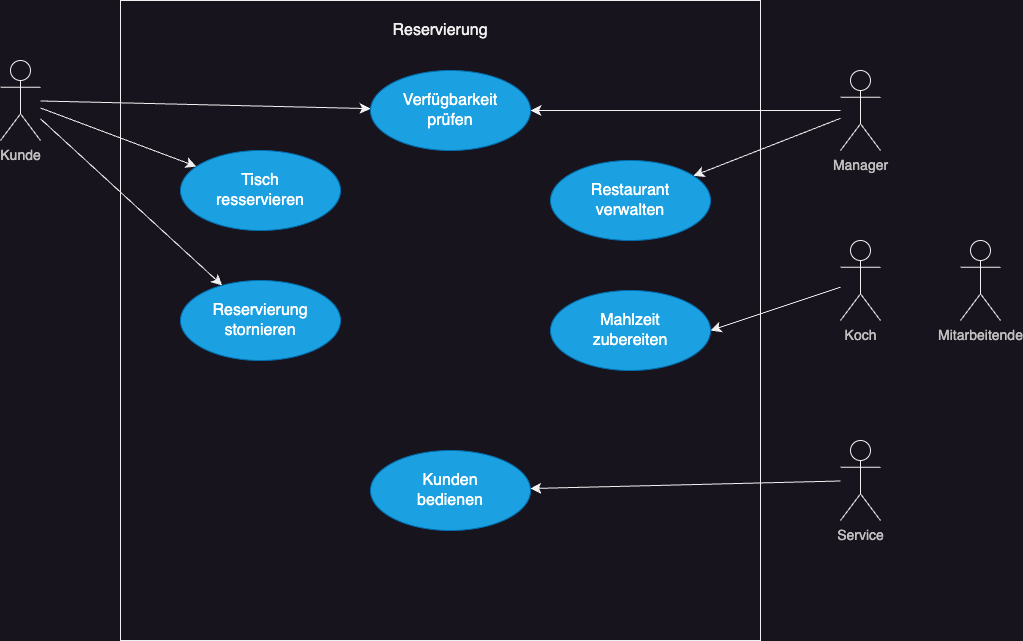 Reservierung
Verfügbarkeit
prüfen
Kunde
Manager
Tisch
resservieren
Restaurant
verwalten
Reservierung
stornieren
Mahlzeit
zubereiten
Koch
Mitarbeitende
Kunden
bedienen
Service